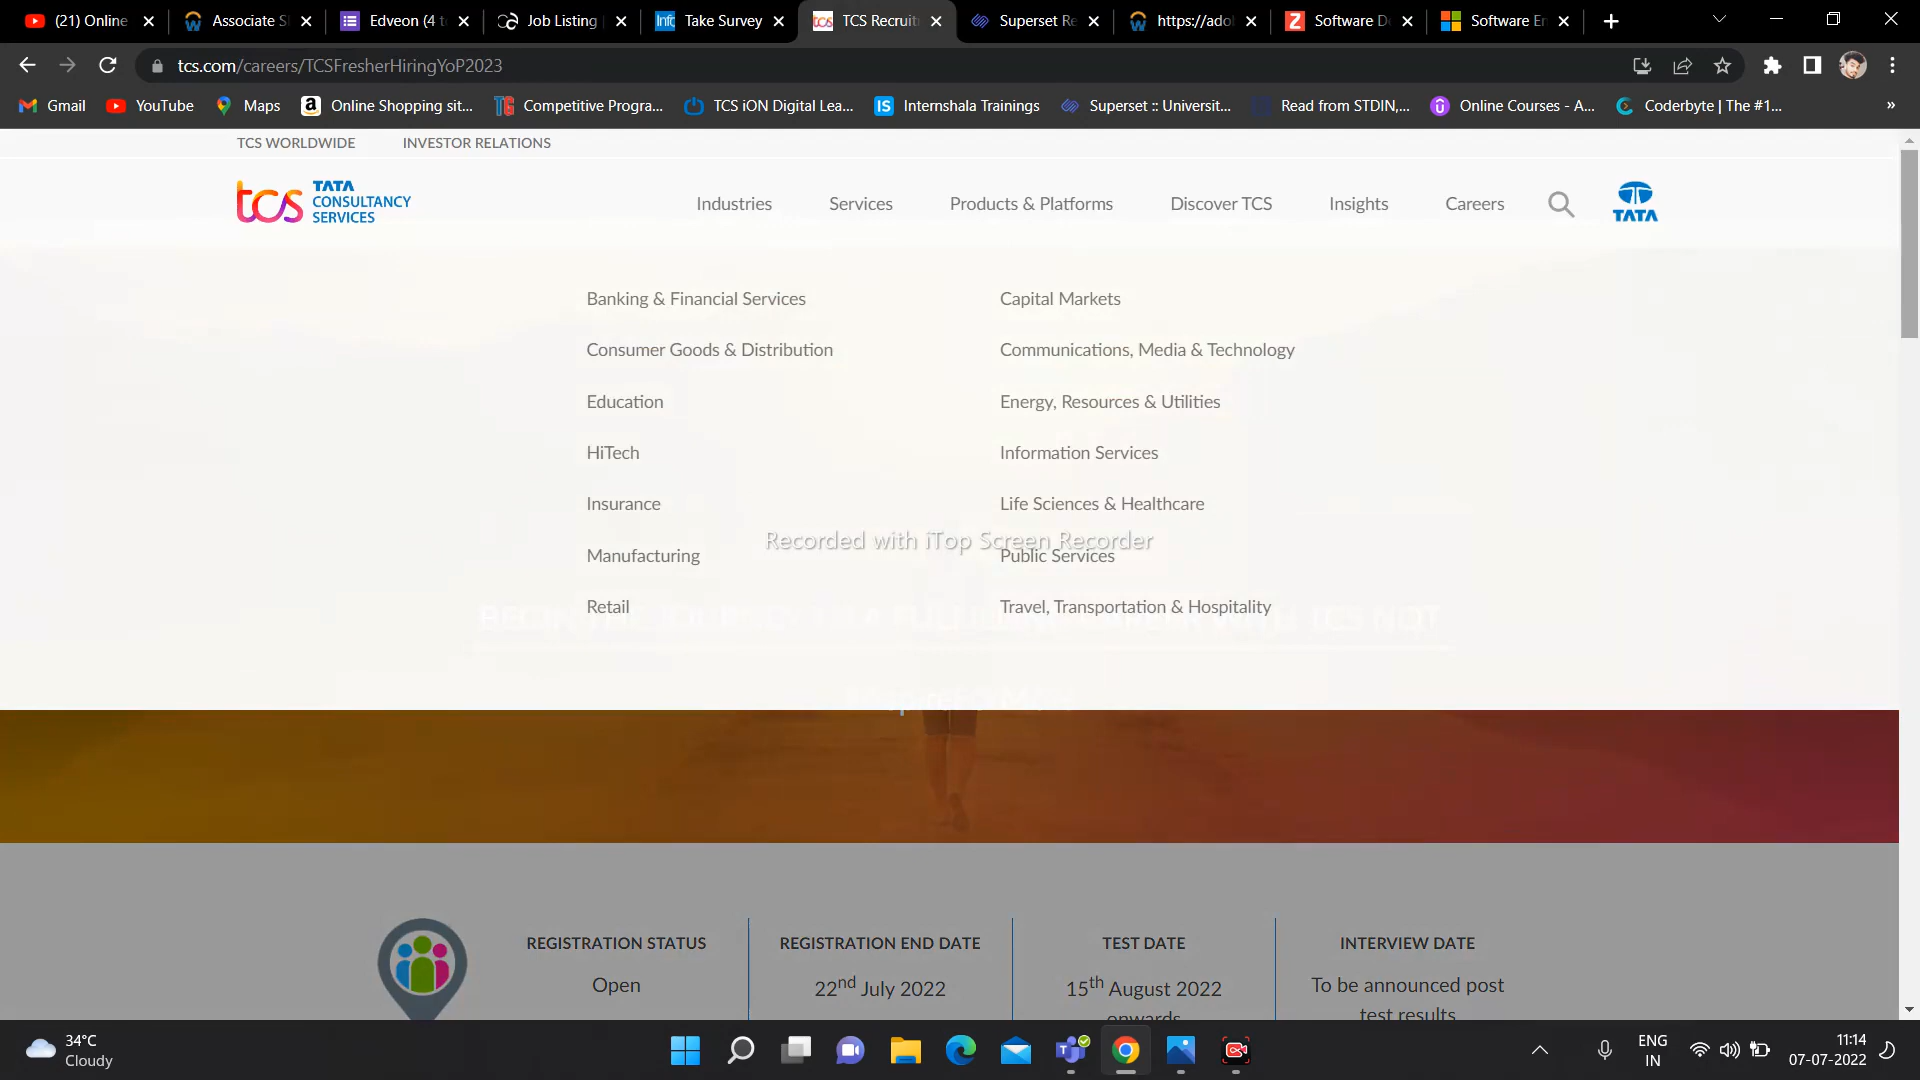 (21) Online
Associate S
Edveon (4 t
Job Listing
Take Survey
TCS Recruit
Superset Re
https://ado
Software D
Software En
tcs.com/careers/TCSFresherHiringYoP2023
Gmail
YouTube
Maps
Online Shopping sit...
Competitive Progra...
TCS iON Digital Lea...
Internshala Trainings
Superset :: Universit...
Read from STDIN,...
Online Courses - A...
Coderbyte | The #1...
»
TCS WORLDWIDE
INVESTOR RELATIONS
tcs TATA
CONSULTANCY
SERVICES
Industries
Services
Products & Platforms
Discover TCS
Insights
Careers
TATA
Banking & Financial Services
Capital Markets
Consumer Goods & Distribution
Communications, Media & Technology
Education
Energy, Resources & Utilities
HiTech
Information Services
Insurance
Life Sciences & Healthcare
Recorded with iTop Screen Recorder
Manufacturing
Public Services
Retail
Travel, Transportation & Hospitality
REGISTRATION STATUS
Open
REGISTRATION END DATE
22nd July 2022
TEST DATE
15th August 2022
onwards
INTERVIEW DATE
To be announced post
test results
34°C
Cloudy
ENG
IN
11:14
07-07-2022